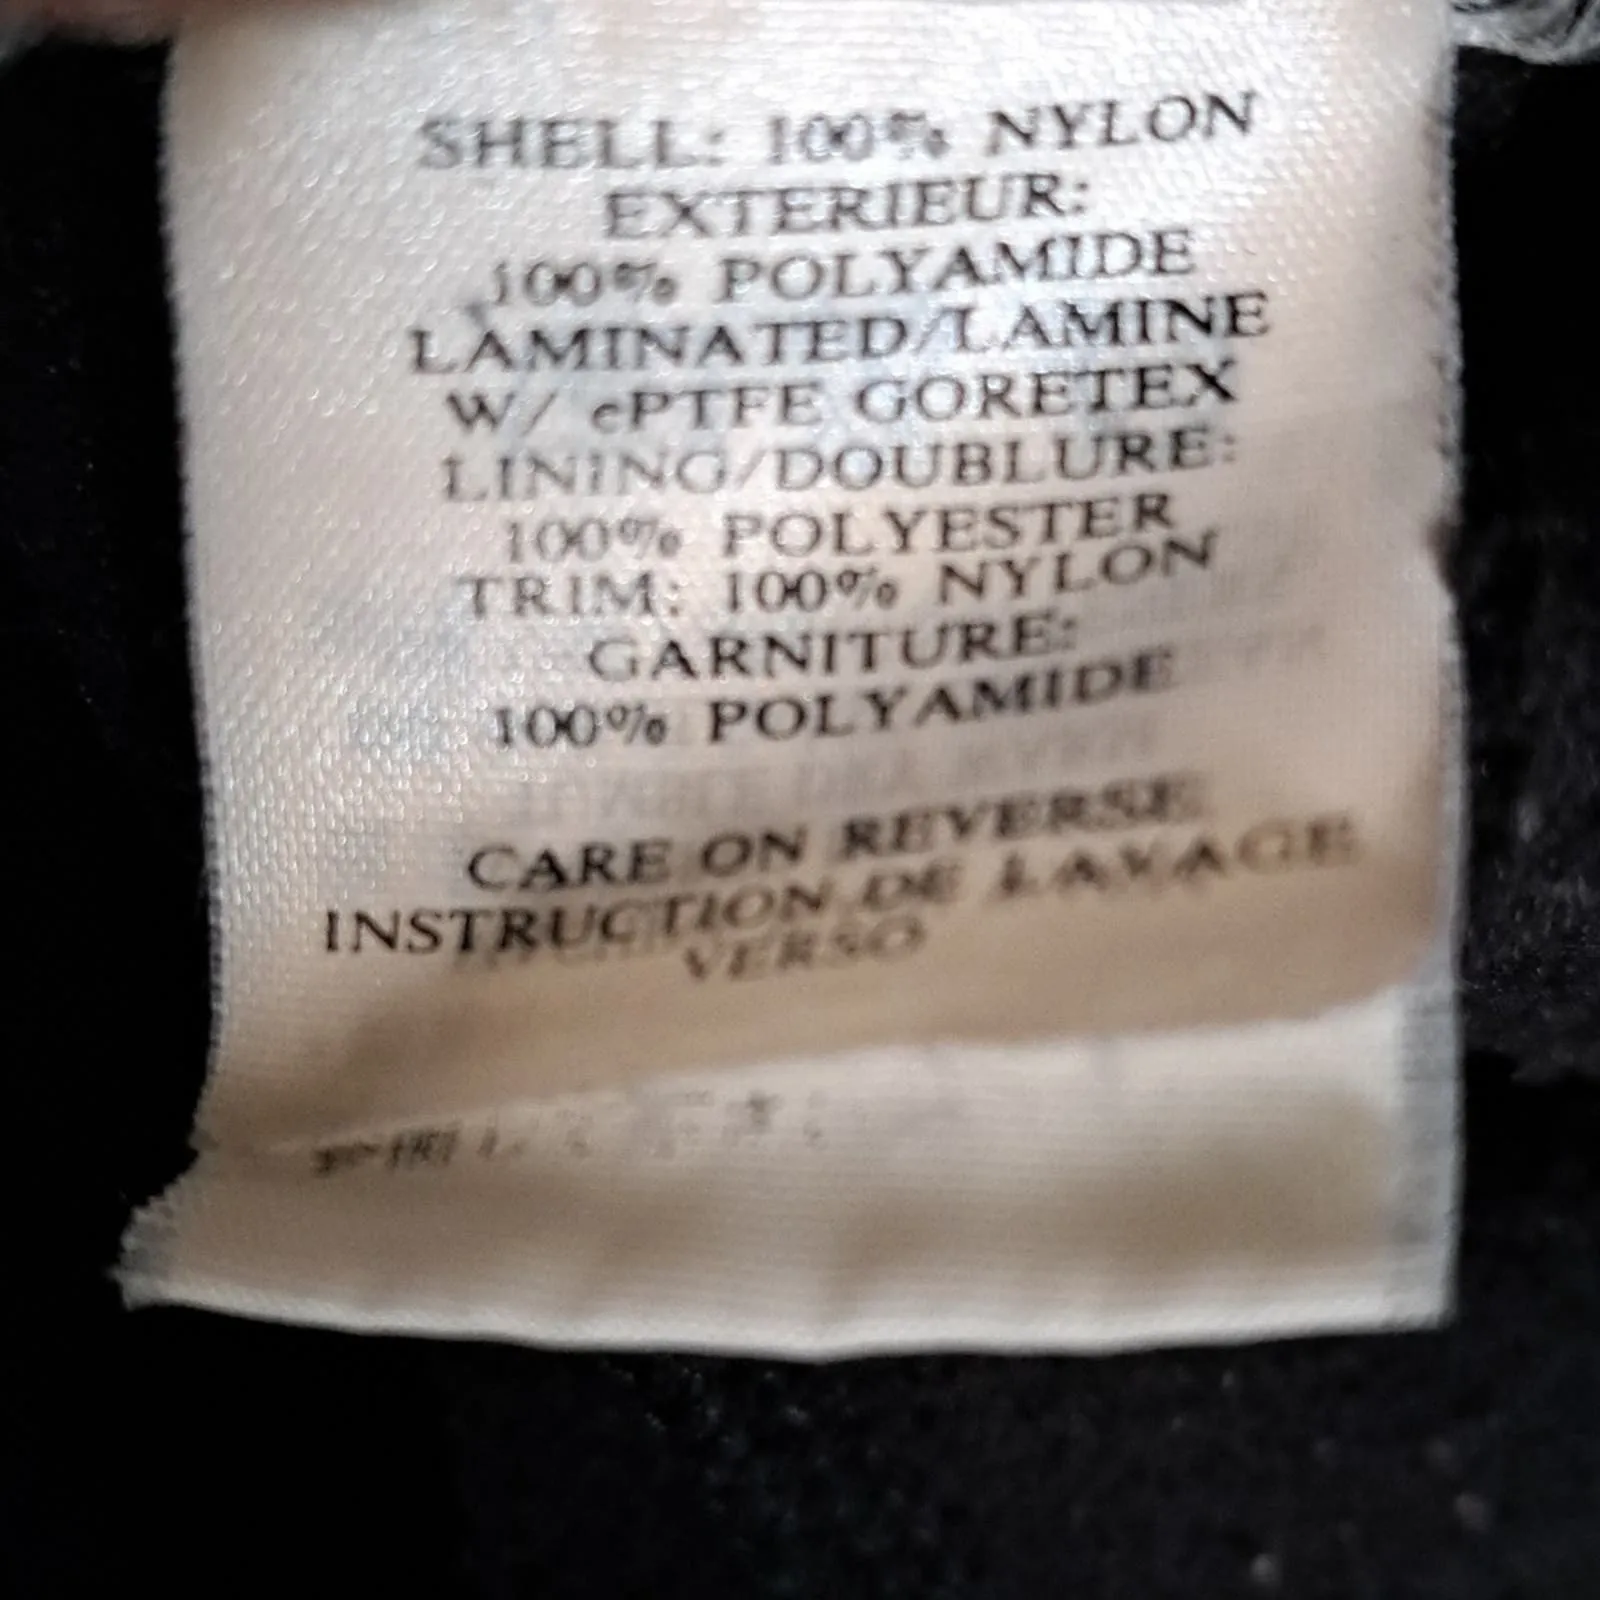 SHELL: 100% NYLON
EXTERIEUR:
100% POLYAMIDE
LAMINATED/LAMINE
W/ ePTFE GORETEX
LINING/DOUBLURE:
100% POLYESTER
TRIM: 100% NYLON
GARNITURE:
100% POLYAMIDE
CARE ON REVERSE
INSTRUCTION DE LAVAGE
VERSO